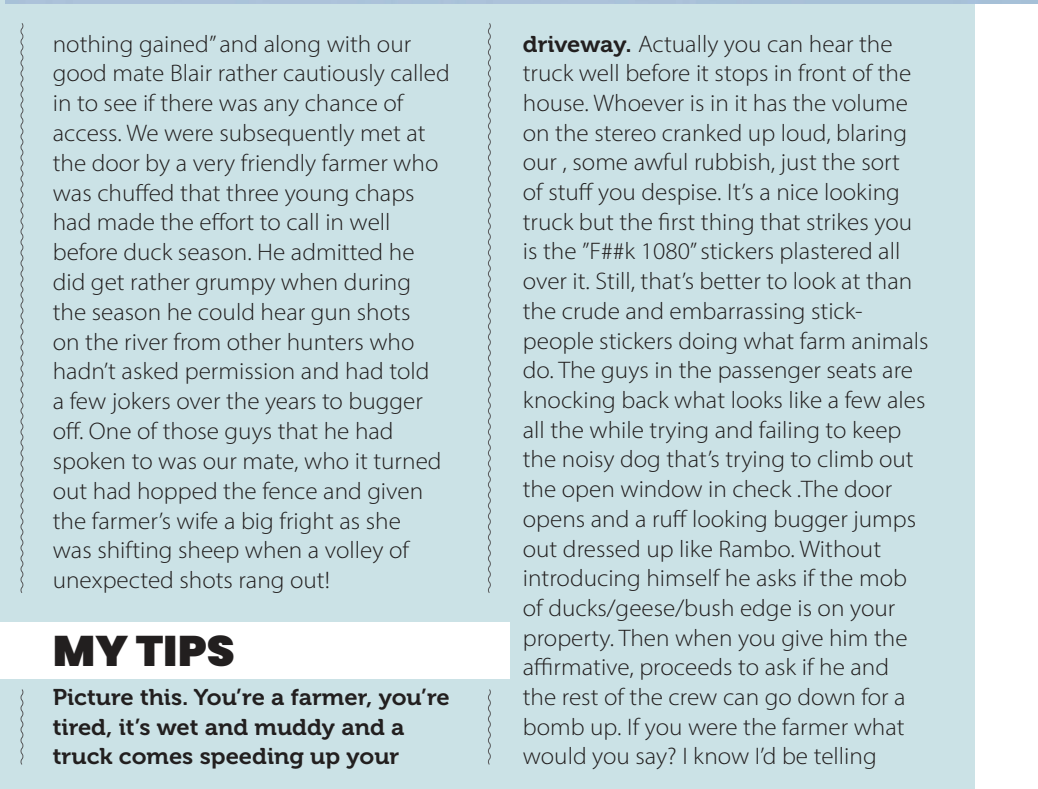 nothing gained” and along with our
good mate Blair rather cautiously called
in to see if there was any chance of
access. We were subsequently met at
the door by a very friendly farmer who
was chuffed that three young chaps
had made the effort to call in well
before duck season. He admitted he
did get rather grumpy when during
the season he could hear gun shots
on the river from other hunters who
hadn’t asked permission and had told
a few jokers over the years to bugger
off. One of those guys that he had
spoken to was our mate, who it turned
out had hopped the fence and given
the farmer’s wife a big fright as she
was shifting sheep when a volley of
unexpected shots rang out!
MY TIPS
Picture this. You’re a farmer, you’re
tired, it’s wet and muddy and a
truck comes speeding up your
driveway. Actually you can hear the
truck well before it stops in front of the
house. Whoever is in it has the volume
on the stereo cranked up loud, blaring
our , some awful rubbish, just the sort
of stuff you despise. It’s a nice looking
truck but the first thing that strikes you
is the ”F##k 1080” stickers plastered all
over it. Still, that’s better to look at than
the crude and embarrassing stick-
people stickers doing what farm animals
do. The guys in the passenger seats are
knocking back what looks like a few ales
all the while trying and failing to keep
the noisy dog that’s trying to climb out
the open window in check .The door
opens and a ruff looking bugger jumps
out dressed up like Rambo. Without
introducing himself he asks if the mob
of ducks/geese/bush edge is on your
property. Then when you give him the
affirmative, proceeds to ask if he and
the rest of the crew can go down for a
bomb up. If you were the farmer what
would you say? I know I’d be telling